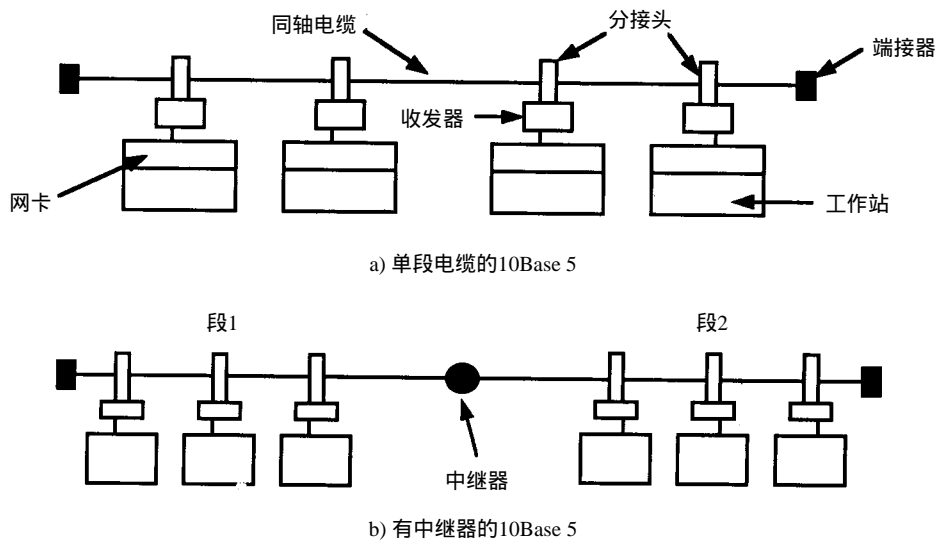 同轴电缆
分接头
端接器
收发器
网卡
工作站
a) 单段电缆的10Base 5
段1
段2
中继器
b) 有中继器的10Base 5